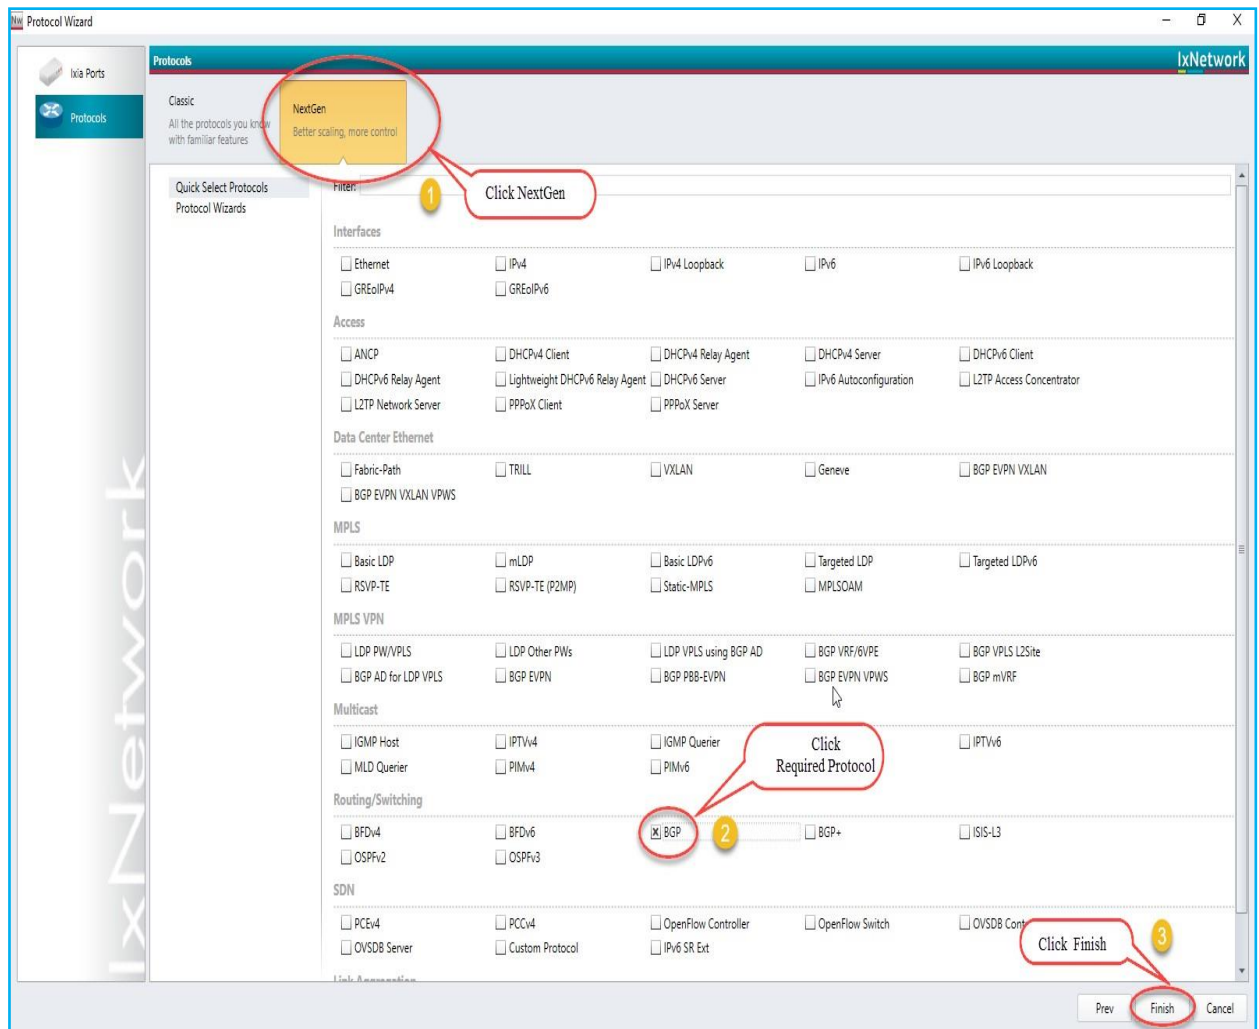 Nw Protocol Wizard
Ixia Ports
Protocols
IxNetwork
Protocols
IxNetwork
Classic
All the protocols you know
with familiar features
NextGen
Better scaling, more control
Quick Select Protocols
Protocol Wizards
Filter:
1
Click NextGen
Interfaces
Ethernet IPv4 IPv4 Loopback IPv6 IPv6 Loopback
GREoIPv4 GREoIPv6
Access
ANCP DHCPv4 Client DHCPv4 Relay Agent DHCPv4 Server DHCPv6 Client
DHCPv6 Relay Agent Lightweight DHCPv6 Relay Agent DHCPv6 Server IPv6 Autoconfiguration L2TP Access Concentrator
L2TP Network Server PPPoX Client PPPoX Server
Data Center Ethernet
Fabric-Path TRILL VXLAN Geneve BGP EVPN VXLAN
BGP EVPN VXLAN VPWS
MPLS
Basic LDP mLDP Basic LDPv6 Targeted LDP Targeted LDPv6
RSVP-TE RSVP-TE (P2MP) Static-MPLS MPLSOAM
MPLS VPN
LDP PW/VPLS LDP Other PWs LDP VPLS using BGP AD BGP VRF/6VPE BGP VPLS L2Site
BGP AD for LDP VPLS BGP EVPN BGP PBB-EVPN BGP EVPN VPWS BGP mVRF
Multicast
IGMP Host IPTVv4 IGMP Querier IPTVv6
MLD Querier PIMv4 PIMv6
Click
Required Protocol
Routing/Switching
BFDv4 BFDv6 BGP 2 BGP+ ISIS-L3
OSPFv2 OSPFv3
SDN
PCEv4 PCCv4 OpenFlow Controller OpenFlow Switch OVSDB Cont
OVSDB Server Custom Protocol IPv6 SR Ext
Click Finish
3
Link Aggregation
Prev Finish Cancel